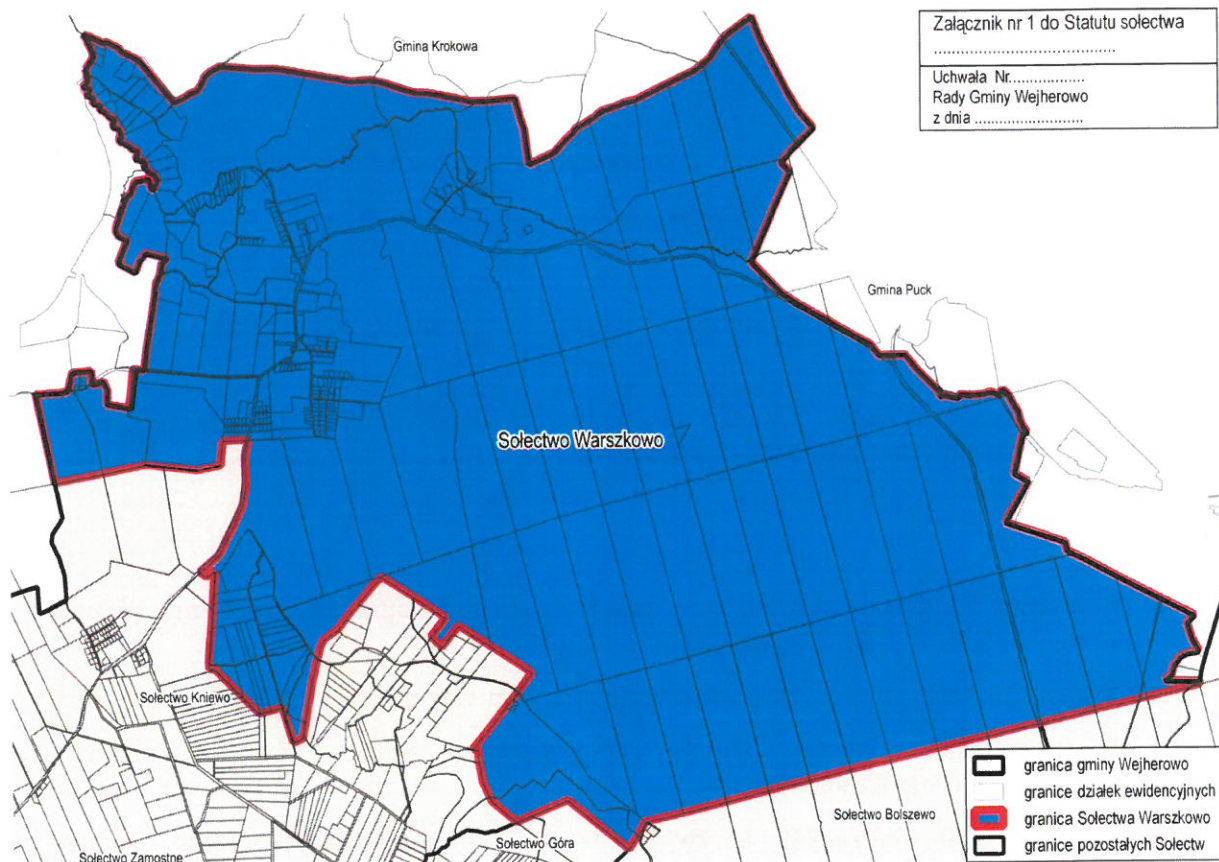 Załącznik nr 1 do Statutu sołectwa
.......................................
Uchwała Nr.................
Rady Gminy Wejherowo
z dnia .........................
Gmina Krokowa
Gmina Puck
Sołectwo Warszkowo
Sołectwo Kniewo
Sołectwo Bolszewo
Sołectwo Góra
Sołectwo Zamostne
granica gminy Wejherowo
granice działek ewidencyjnych
granica Sołectwa Warszkowo
granice pozostałych Sołectw